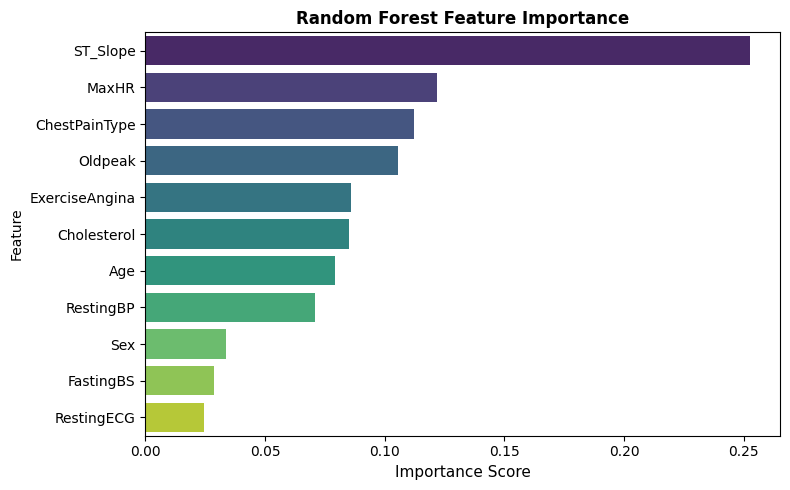 Random Forest Feature Importance
Feature
ST_Slope
MaxHR
ChestPainType
Oldpeak
ExerciseAngina
Cholesterol
Age
RestingBP
Sex
FastingBS
RestingECG
0.00 0.05 0.10 0.15 0.20 0.25
Importance Score